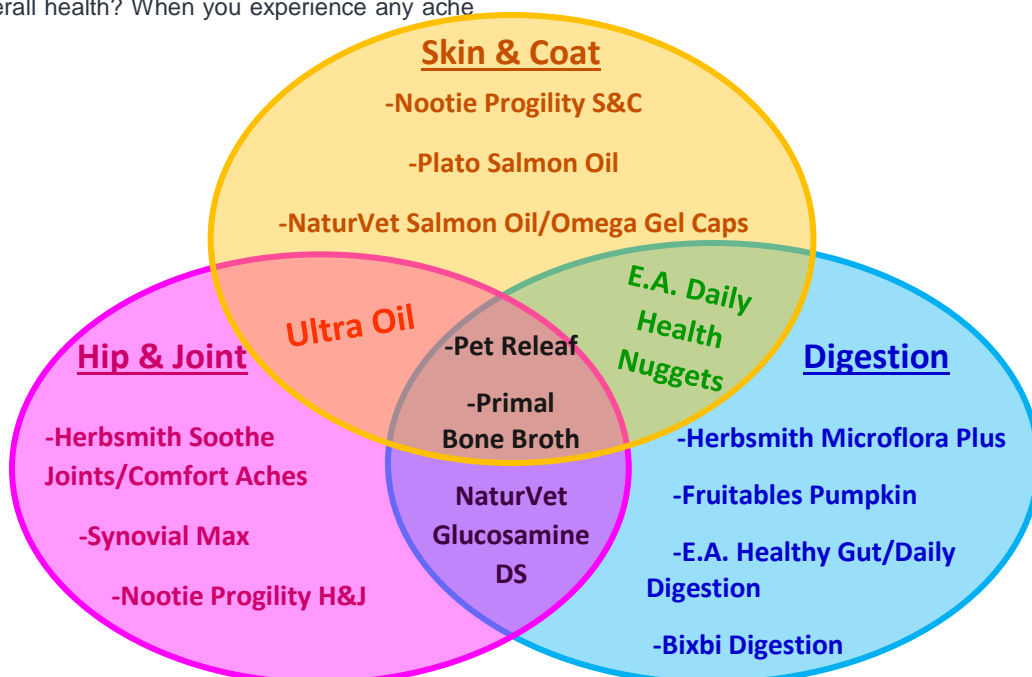 erall health? When you experience any ache
Skin & Coat
-Nootie Progility S&C
-Plato Salmon Oil
-NaturVet Salmon Oil/Omega Gel Caps
Ultra Oil
E.A. Daily
Health
Nuggets
-Pet Releaf
-Primal
Bone Broth
NaturVet
Glucosamine
DS
Hip & Joint
-Herbsmith Soothe
Joints/Comfort Aches
-Synovial Max
-Nootie Progility H&J
Digestion
-Herbsmith Microflora Plus
-Fruitables Pumpkin
-E.A. Healthy Gut/Daily
Digestion
-Bixbi Digestion